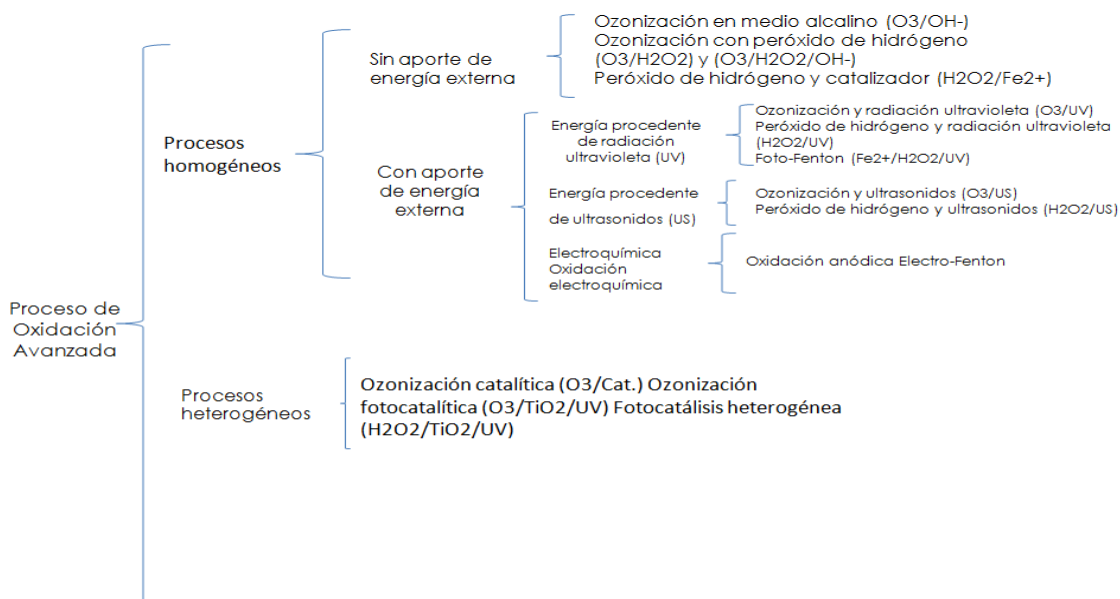 Proceso de
Oxidación
Avanzada
Procesos
homogéneos
Sin aporte de
energía externa
Ozonización en medio alcalino (O3/OH-)
Ozonización con peróxido de hidrógeno
(O3/H2O2) y (O3/H2O2/OH-)
Peróxido de hidrógeno y catalizador (H2O2/Fe2+)
Con aporte
de energía
externa
Energía procedente
de radiación
ultravioleta (UV)
Ozonización y radiación ultravioleta (O3/UV)
Peróxido de hidrógeno y radiación ultravioleta
(H2O2/UV)
Foto-Fenton (Fe2+/H2O2/UV)
Energía procedente
de ultrasonidos (US)
Ozonización y ultrasonidos (O3/US)
Peróxido de hidrógeno y ultrasonidos (H2O2/US)
Electroquímica
Oxidación
electroquímica
Oxidación anódica Electro-Fenton
Procesos
heterogéneos
Ozonización catalítica (O3/Cat.) Ozonización
fotocatalítica (O3/TiO2/UV) Fotocatálisis heterogénea
(H2O2/TiO2/UV)